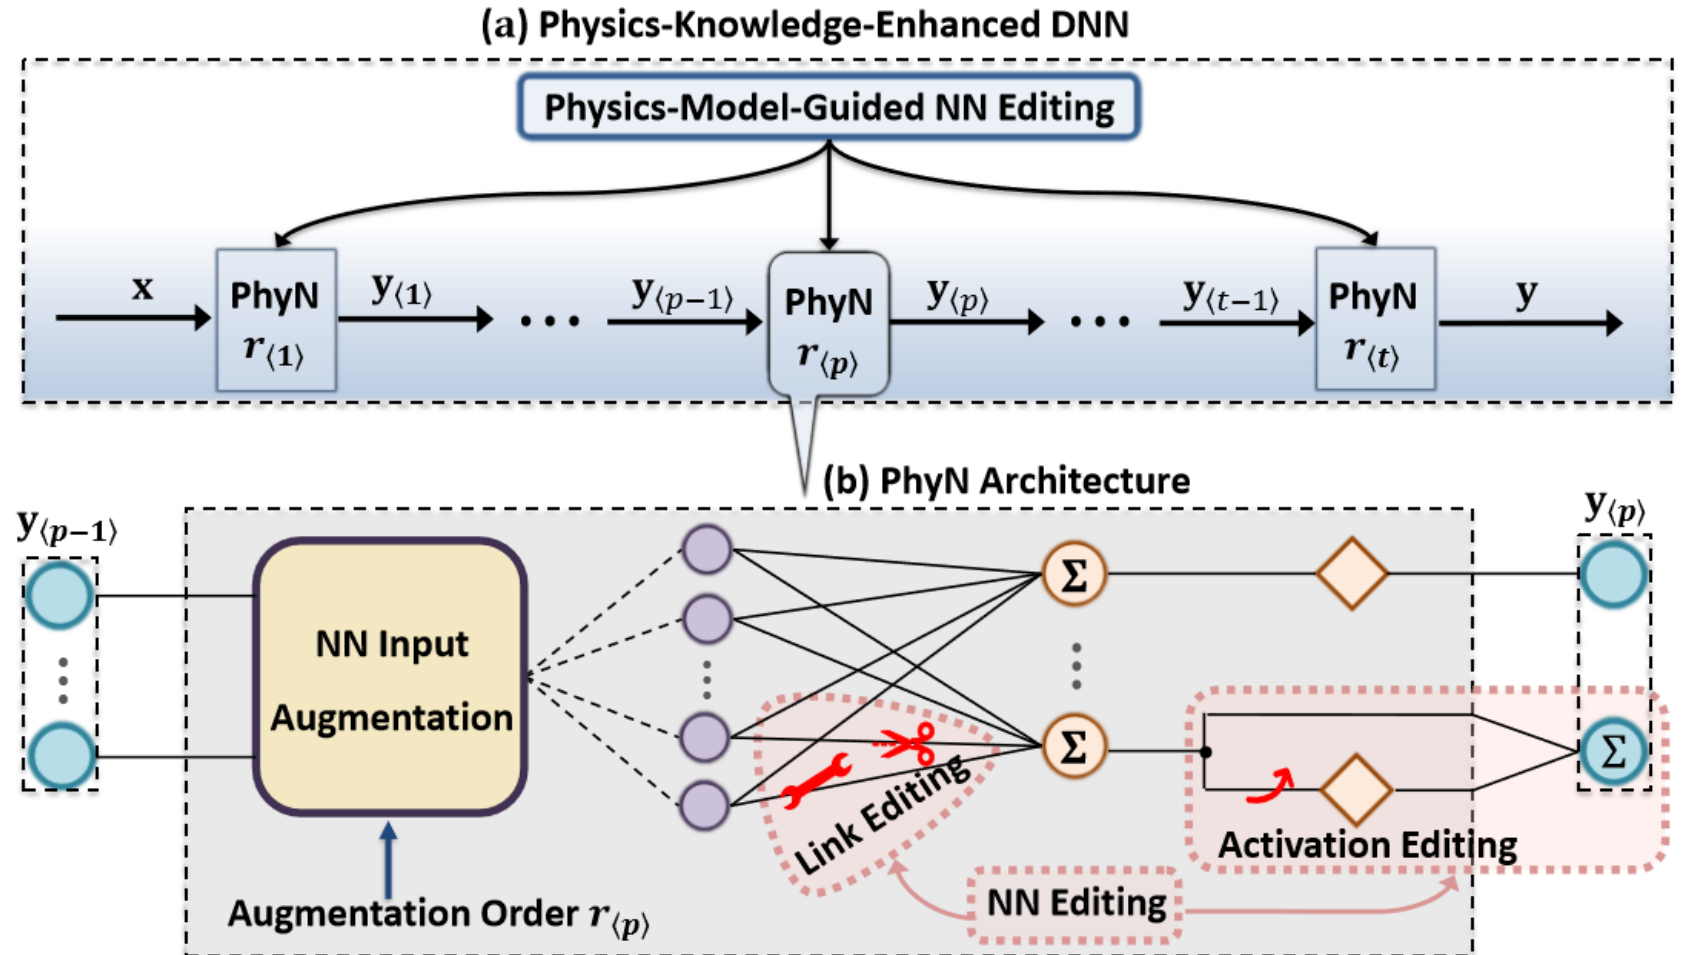 (a) Physics-Knowledge-Enhanced DNN
Physics-Model-Guided NN Editing
x
PhyN
r⟨1⟩
y⟨1⟩
...
y⟨p−1⟩
PhyN
r⟨p⟩
y⟨p⟩
...
y⟨t−1⟩
PhyN
r⟨t⟩
y
(b) PhyN Architecture
y⟨p−1⟩
y⟨p⟩
NN Input
Augmentation
Σ
Σ
Σ
Link Editing
Activation Editing
NN Editing
Augmentation Order r⟨p⟩